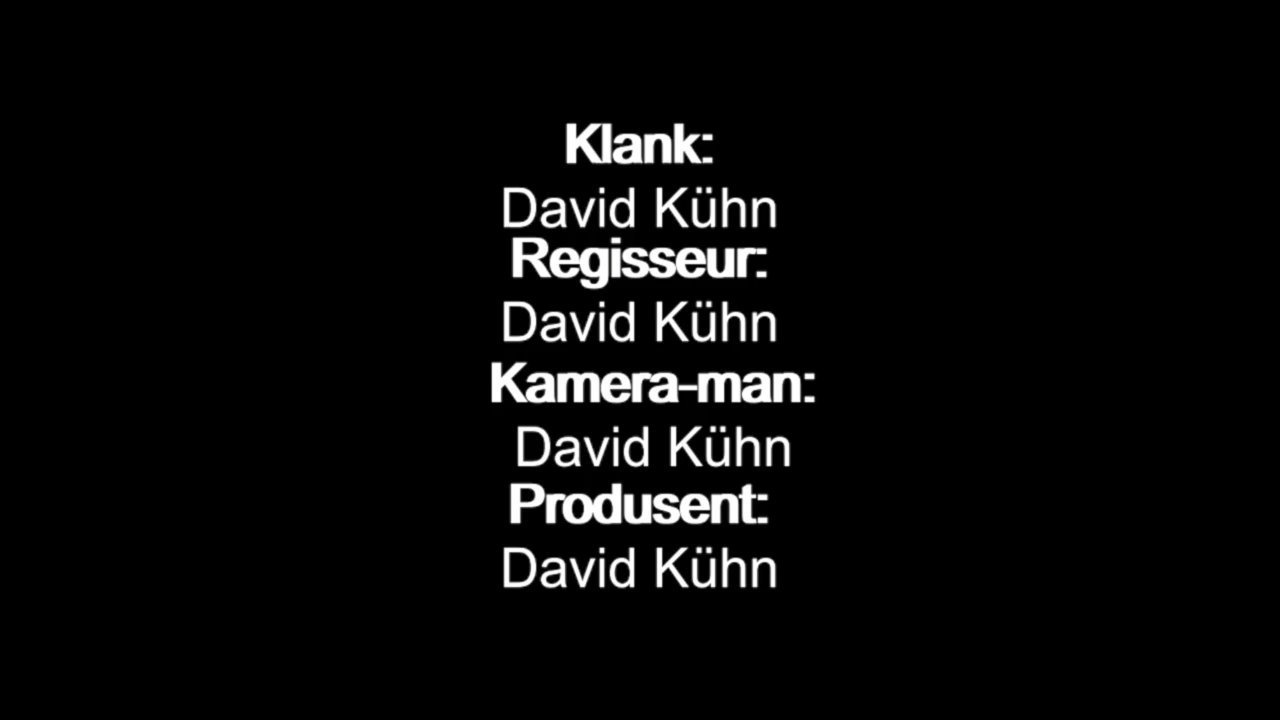 Klank:
David Kühn
Regisseur:
David Kühn
Kamera-man:
David Kühn
Produsent:
David Kühn